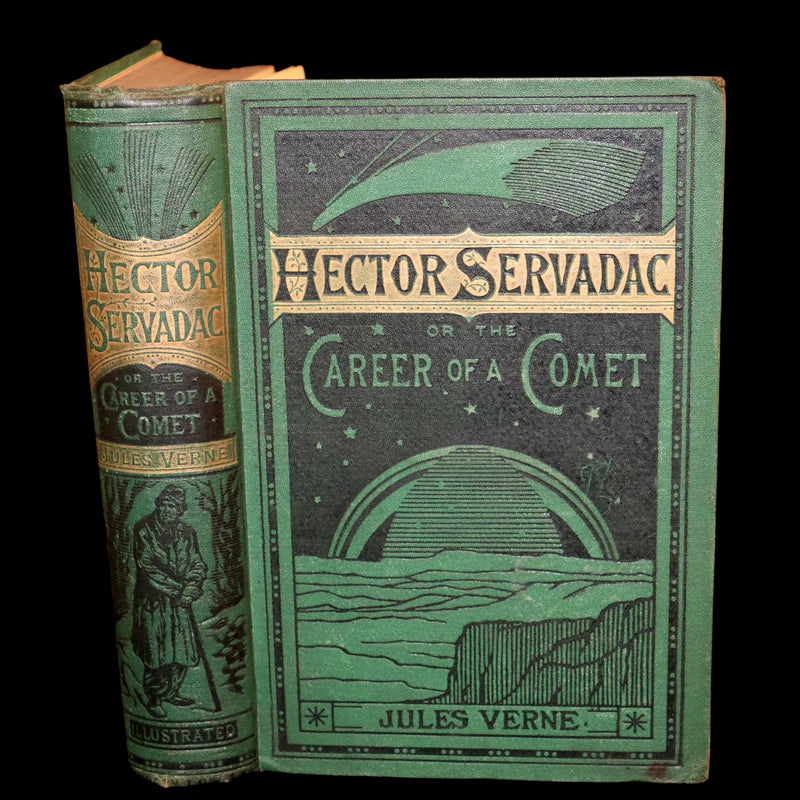 HECTOR
SERVADAC
OR THE
CAREER OF A
COMET
JULES VERNE
ILLUSTRATED
HECTOR SERVADAC
OR THE
CAREER OF A COMET
JULES VERNE.